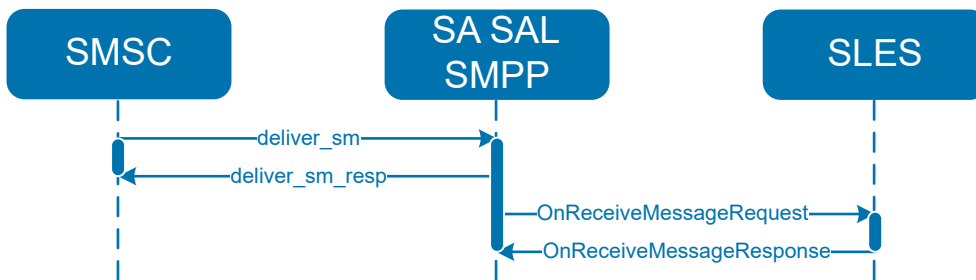 SMSC
SA SAL
SMPP
SLES
deliver_sm
deliver_sm_resp
OnReceiveMessageRequest
OnReceiveMessageResponse